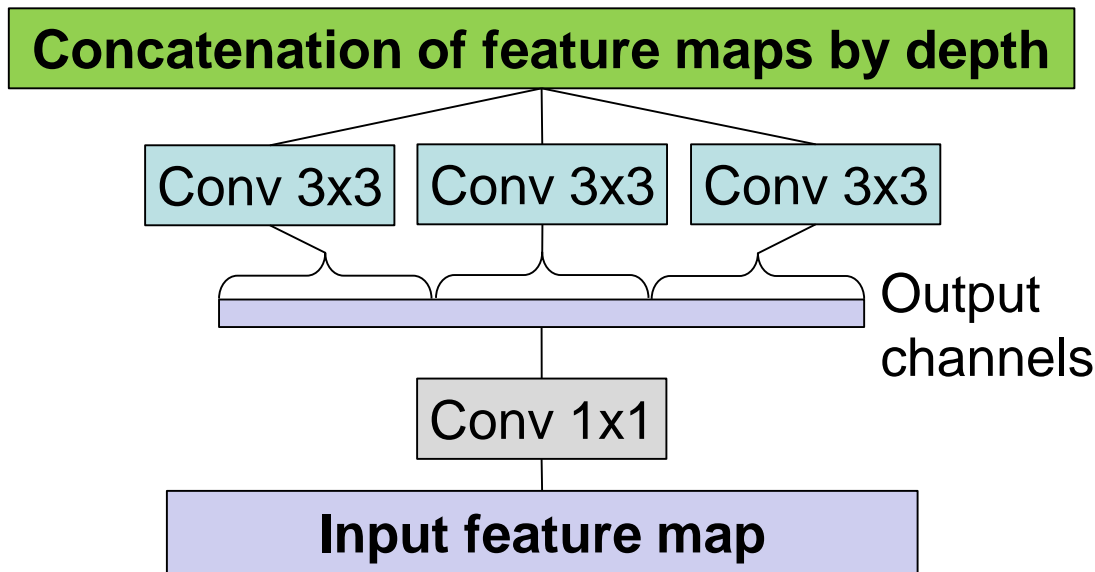 Concatenation of feature maps by depth
Conv 3x3
Conv 3x3
Conv 3x3
Output
channels
Conv 1x1
Input feature map